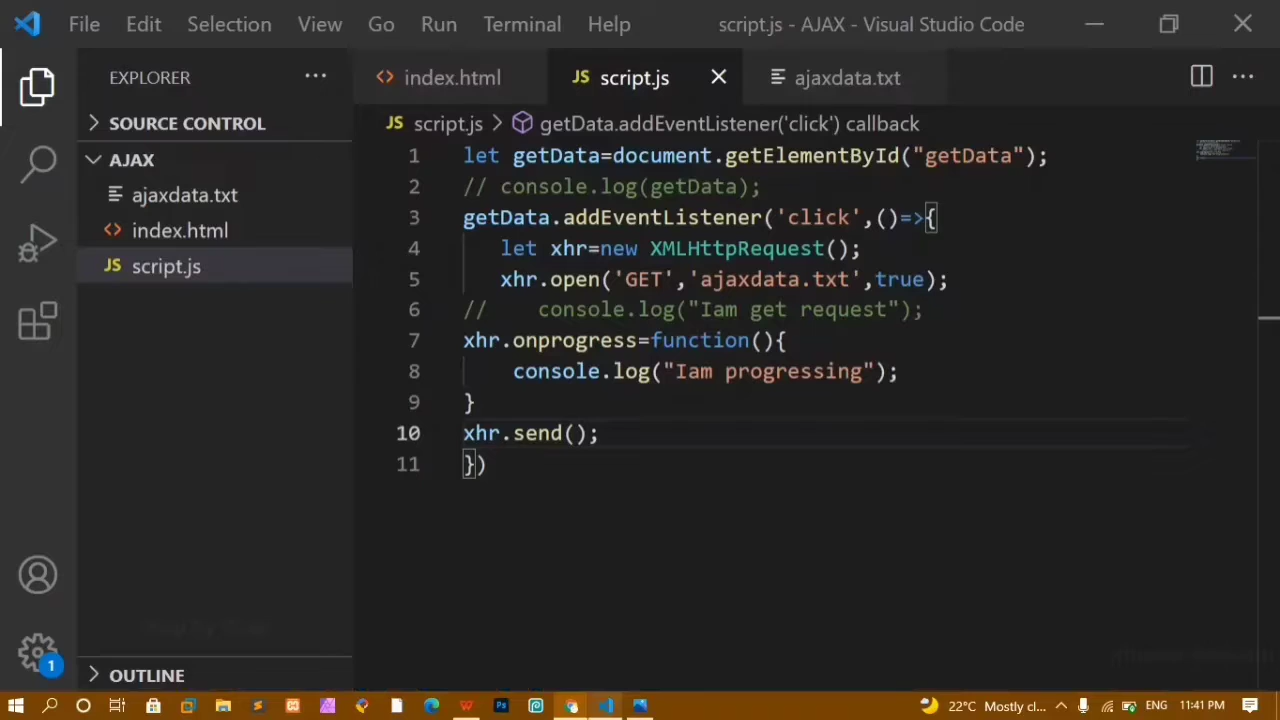 File Edit Selection View Go Run Terminal Help script.js - AJAX - Visual Studio Code
EXPLORER
index.html
JS script.js
ajaxdata.txt
SOURCE CONTROL
JS script.js > getData.addEventListener('click') callback
AJAX
ajaxdata.txt
index.html
JS script.js
1 let getData=document.getElementById("getData");
2 // console.log(getData);
3 getData.addEventListener('click',()=>{
4 let xhr=new XMLHttpRequest();
5 xhr.open('GET','ajaxdata.txt',true);
6 // console.log("Iam get request");
7 xhr.onprogress=function(){
8 console.log("Iam progressing");
9 }
10 xhr.send();
11 })
1
OUTLINE
22°C Mostly cl... ENG 11:41 PM